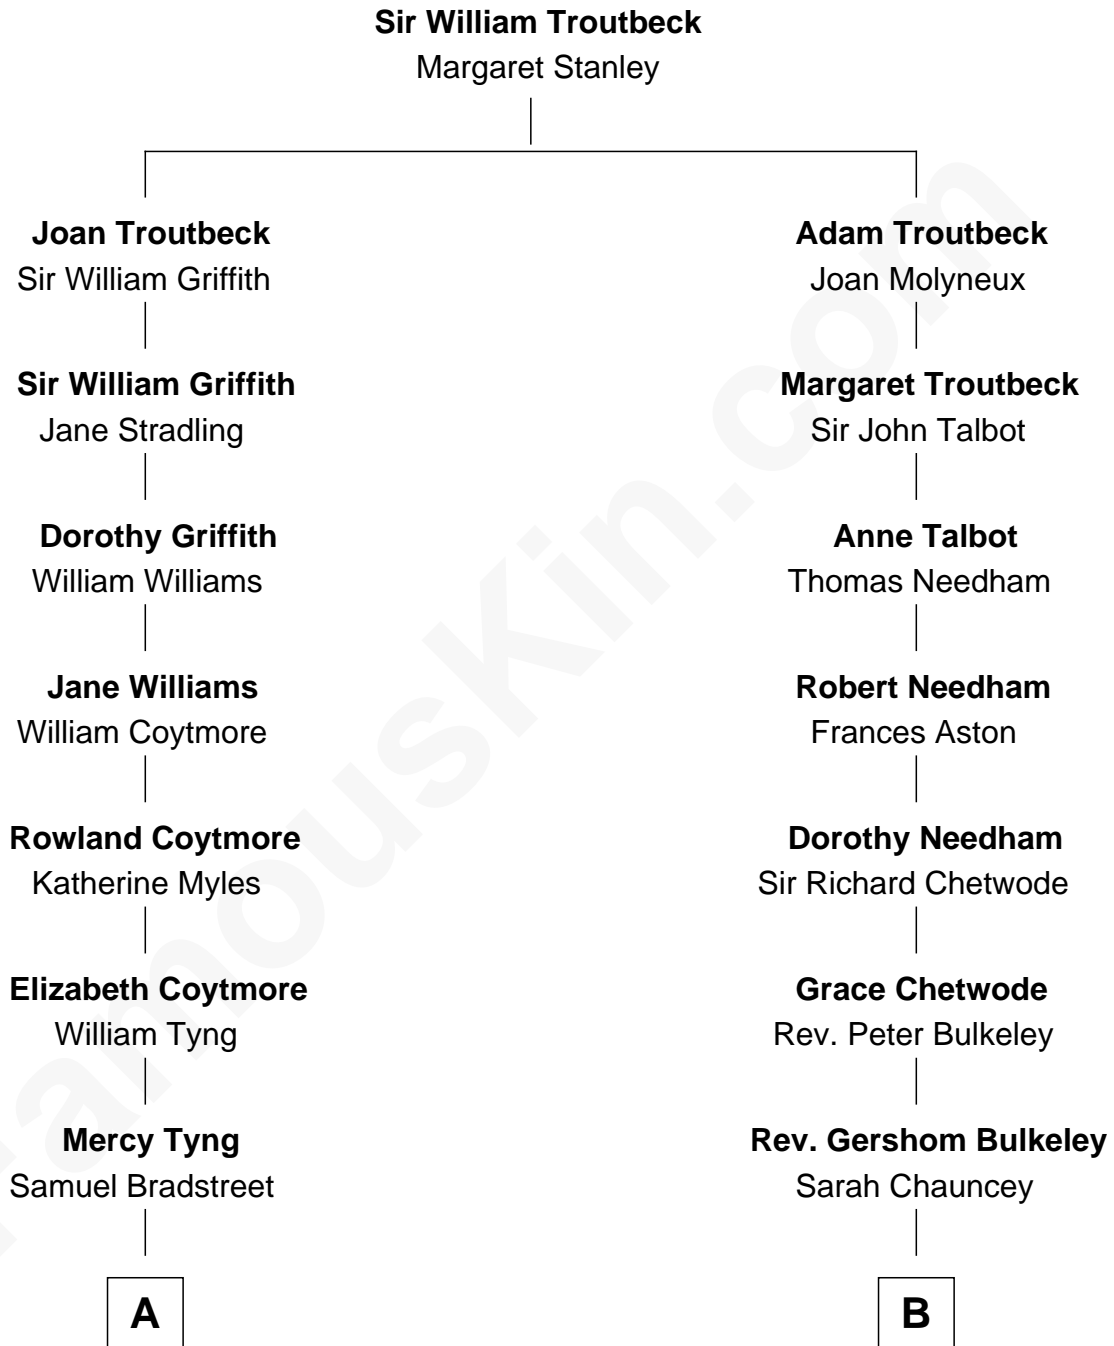 Sir William Troutbeck
Margaret Stanley
Joan Troutbeck
Sir William Griffith
Adam Troutbeck
Joan Molyneux
Sir William Griffith
Jane Stradling
Margaret Troutbeck
Sir John Talbot
Dorothy Griffith
William Williams
Anne Talbot
Thomas Needham
Jane Williams
William Coytmore
Robert Needham
Frances Aston
Rowland Coytmore
Katherine Myles
Dorothy Needham
Sir Richard Chetwode
Elizabeth Coytmore
William Tyng
Grace Chetwode
Rev. Peter Bulkeley
Mercy Tyng
Samuel Bradstreet
Rev. Gershom Bulkeley
Sarah Chauncey
A
B
FamousKin.com